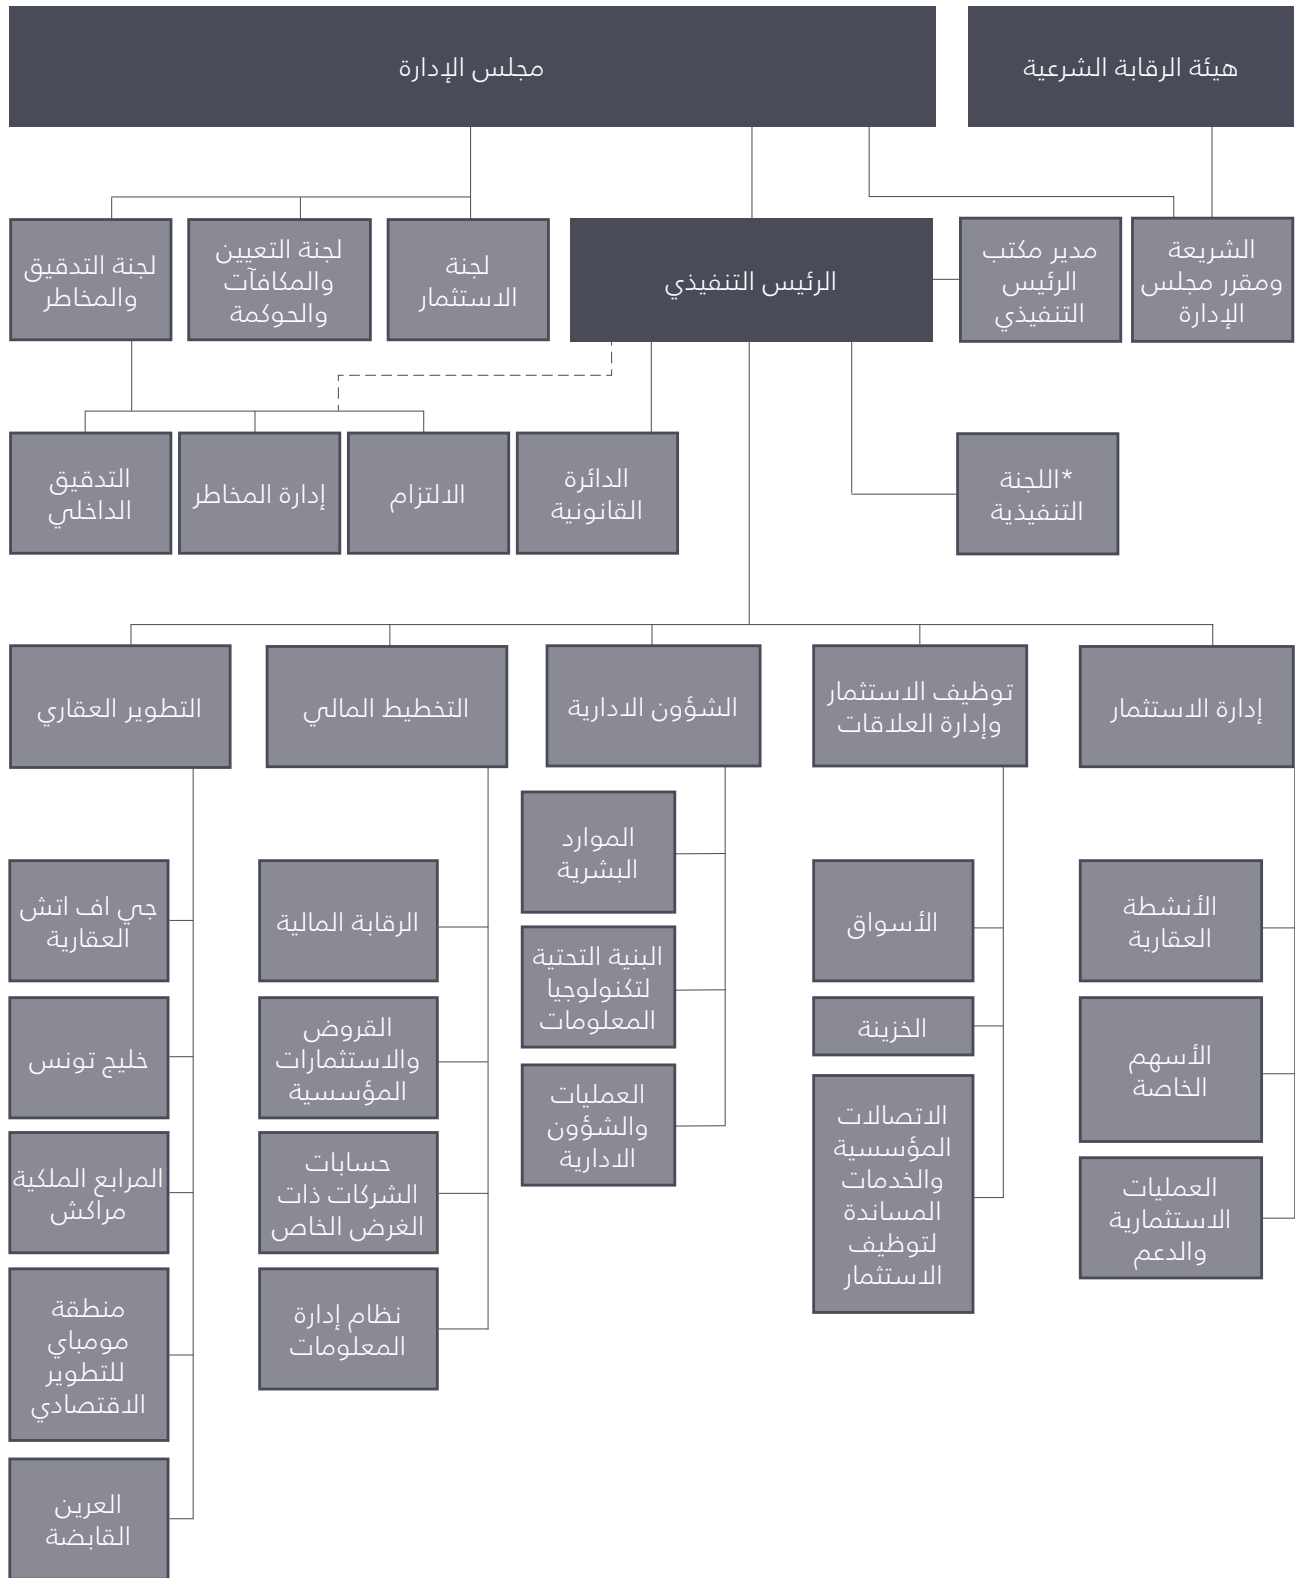 هيئة الرقابة الشرعية
مجلس الإدارة
الشريعة
ومقرر مجلس
الإدارة
مدير مكتب
الرئيس
التنفيذي
الرئيس التنفيذي
لجنة
الاستثمار
لجنة التعيين
والمكافآت
والحوكمة
لجنة التدقيق
والمخاطر
*اللجنة
التنفيذية
الدائرة
القانونية
الالتزام
إدارة المخاطر
التدقيق
الداخلي
إدارة الاستثمار
توظيف الاستثمار
وإدارة العلاقات
الشؤون الادارية
التخطيط المالي
التطوير العقاري
الأنشطة
العقارية
الأسهم
الخاصة
العمليات
الاستثمارية
والدعم
الأسواق
الخزينة
الاتصالات
المؤسسية
والخدمات
المساندة
لتوظيف
الاستثمار
الموارد
البشرية
البنية التحتية
لتكنولوجيا
المعلومات
العمليات
والشؤون
الادارية
الرقابة المالية
القروض
والاستثمارات
المؤسسية
حسابات
الشركات ذات
الغرض الخاص
نظام إدارة
المعلومات
جي اف اتش
العقارية
خليج تونس
المرابع الملكية
مراكش
منطقة
مومباي
للتطوير
الاقتصادي
العرين
القابضة